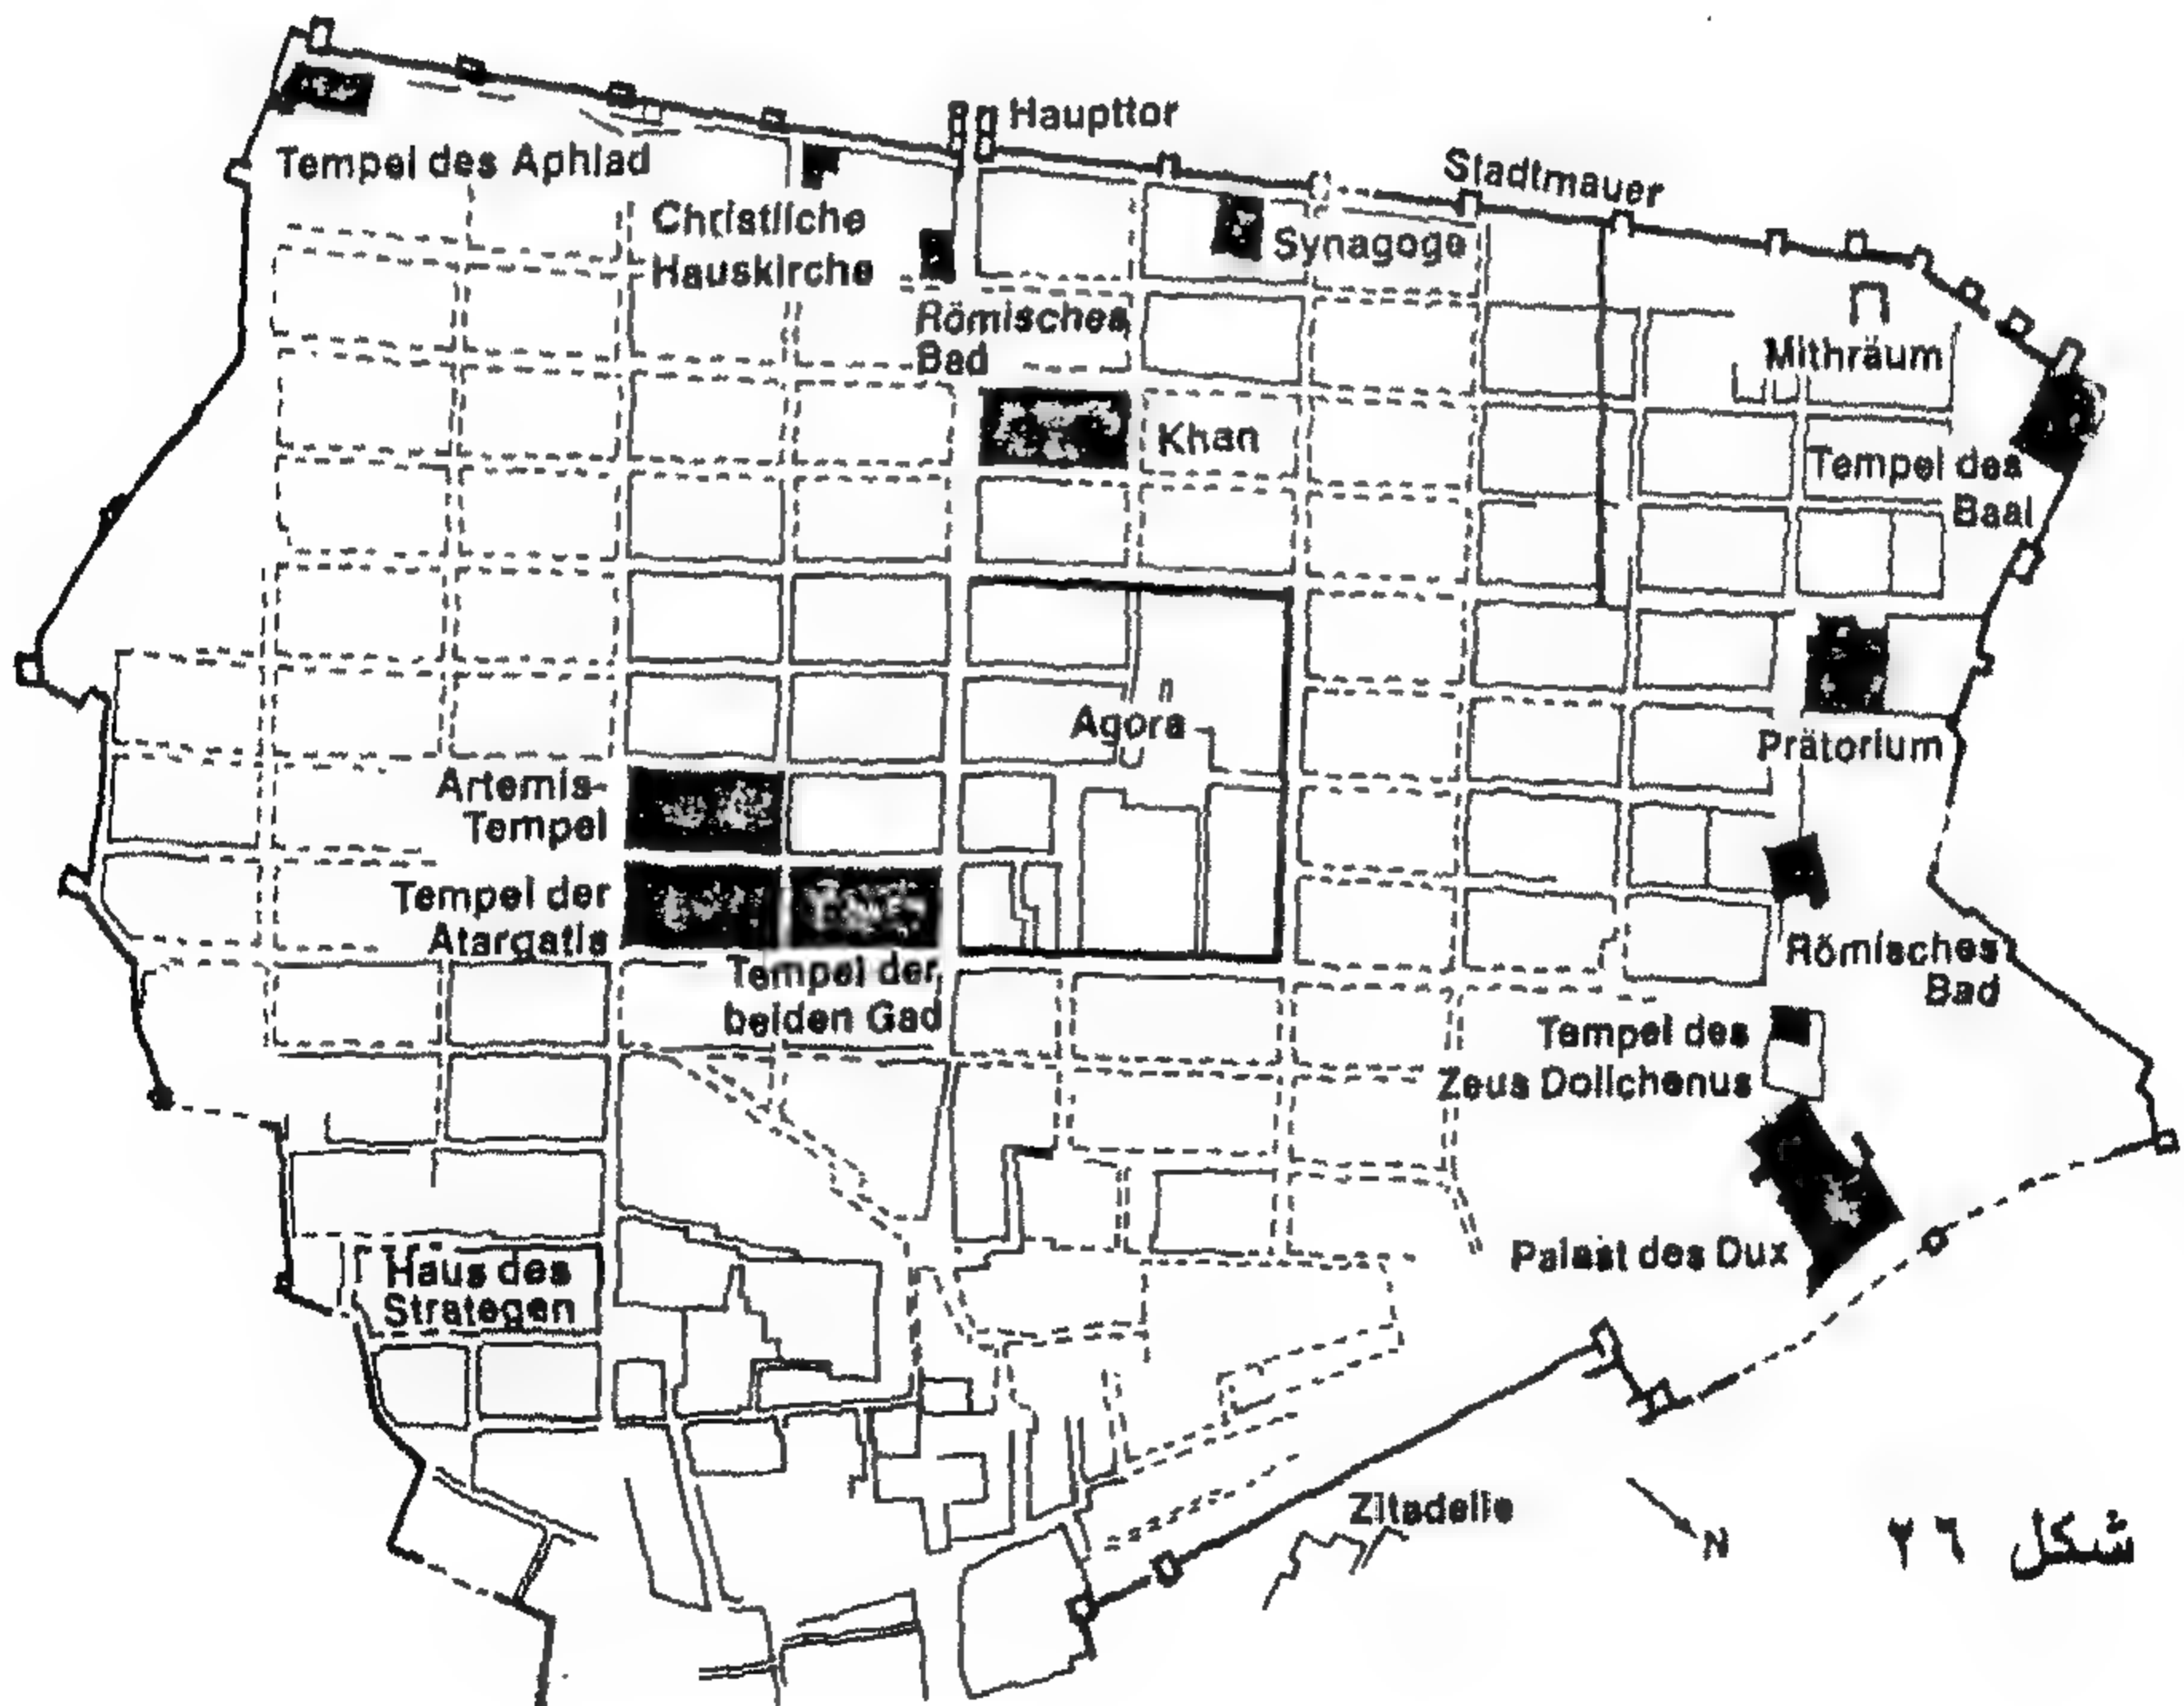 Haupttor
Stadtmauer
Tempel des Aphlad
Christliche
Hauskirche
Synagoge
Römisches
Bad
Mithräum
Khan
Tempel des
Baal
Agora
Prätorium
Artemis-
Tempel
Tempel der
Atargatis
Tempel der
beiden Gad
Römisches
Bad
Tempel des
Zeus Dolichenus
Palast des Dux
Haus des
Strategen
Zitadelle
N
شكل ٢٦